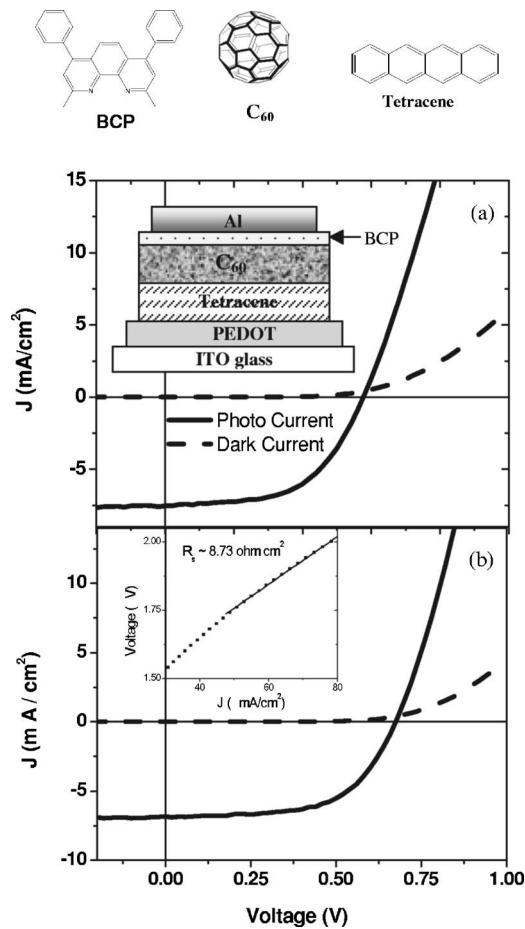 BCP
C60
Tetracene
N N
15
10
5
0
-5
J (mA/cm²)
(a)
Al
BCP
C60
Tetracene
PEDOT
ITO glass
Photo Current
Dark Current
10
5
0
-5
-10
J (m A / cm²)
(b)
2.00
1.75
1.50
Voltage ( V)
Rs ~ 8.73 ohm cm²
40 60 80
J ( mA/cm²)
0.00 0.25 0.50 0.75 1.00
Voltage (V)